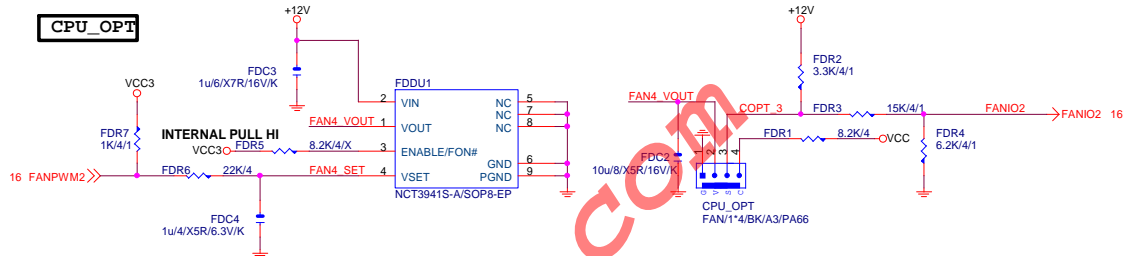 CPU_OPT
+12V
FDC3
1u/6/X7R/16V/K
VCC3
FDR7
1K/4/1
INTERNAL PULL HI
VCC3
FDR5
8.2K/4/X
16 FANPWM2
FDR6
22K/4
FAN4_SET
FDC4
1u/4/X5R/6.3V/K
FAN4_VOUT
FDDU1
2 VIN
1 VOUT
3 ENABLE/FON#
4 VSET
NC 5
NC 7
NC 8
GND 6
PGND 9
NCT3941S-A/SOP8-EP
+12V
FDR2
3.3K/4/1
FAN4_VOUT
COPT_3
FDR3
15K/4/1
FANIO2
FANIO2 16
FDR1
8.2K/4
VCC
FDR4
6.2K/4/1
FDC2
10u/8/X5R/16V/K
1 2 3 4
G V S C
CPU_OPT
FAN/1*4/BK/A3/PA66
com